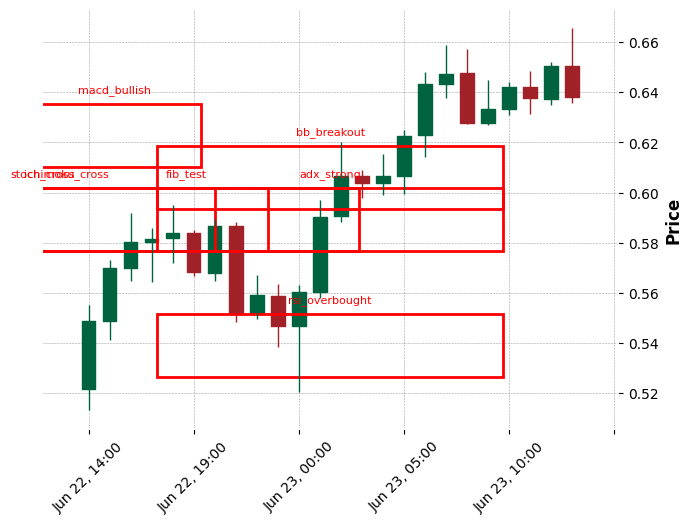 0.66
macd_bullish
0.64
bb_breakout
0.62
fib_test
adx_strong
0.60
Price
0.58
0.56
0.54
0.52
Jun 22, 14:00
Jun 22, 19:00
Jun 23, 00:00
Jun 23, 05:00
Jun 23, 10:00